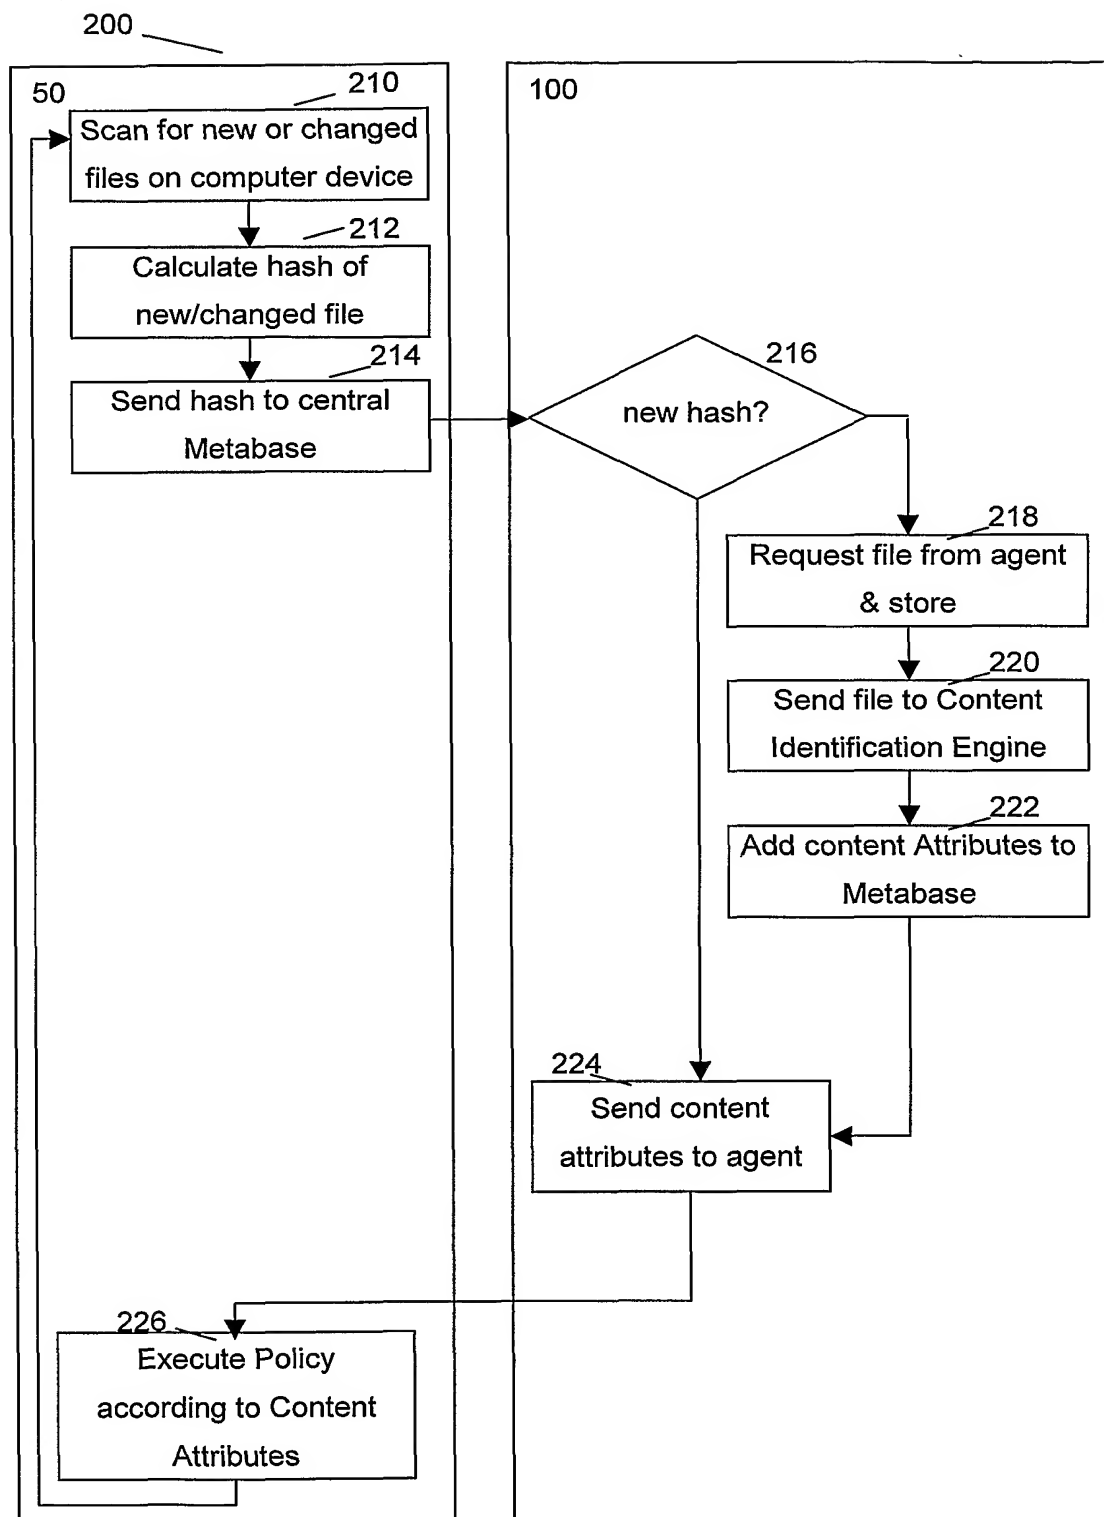 200
50
210
100
Scan for new or changed
files on computer device
212
Calculate hash of
new/changed file
214
216
Send hash to central
Metabase
new hash?
218
Request file from agent
& store
220
Send file to Content
Identification Engine
222
Add content Attributes to
Metabase
224
Send content
attributes to agent
226
Execute Policy
according to Content
Attributes